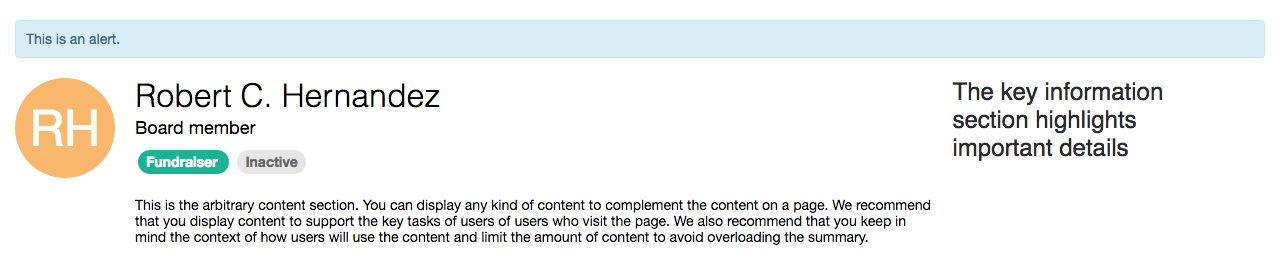 This is an alert.
RH
Robert C. Hernandez
Board member
Fundraiser Inactive
The key information
section highlights
important details
This is the arbitrary content section. You can display any kind of content to complement the content on a page. We recommend
that you display content to support the key tasks of users of users who visit the page. We also recommend that you keep in
mind the context of how users will use the content and limit the amount of content to avoid overloading the summary.